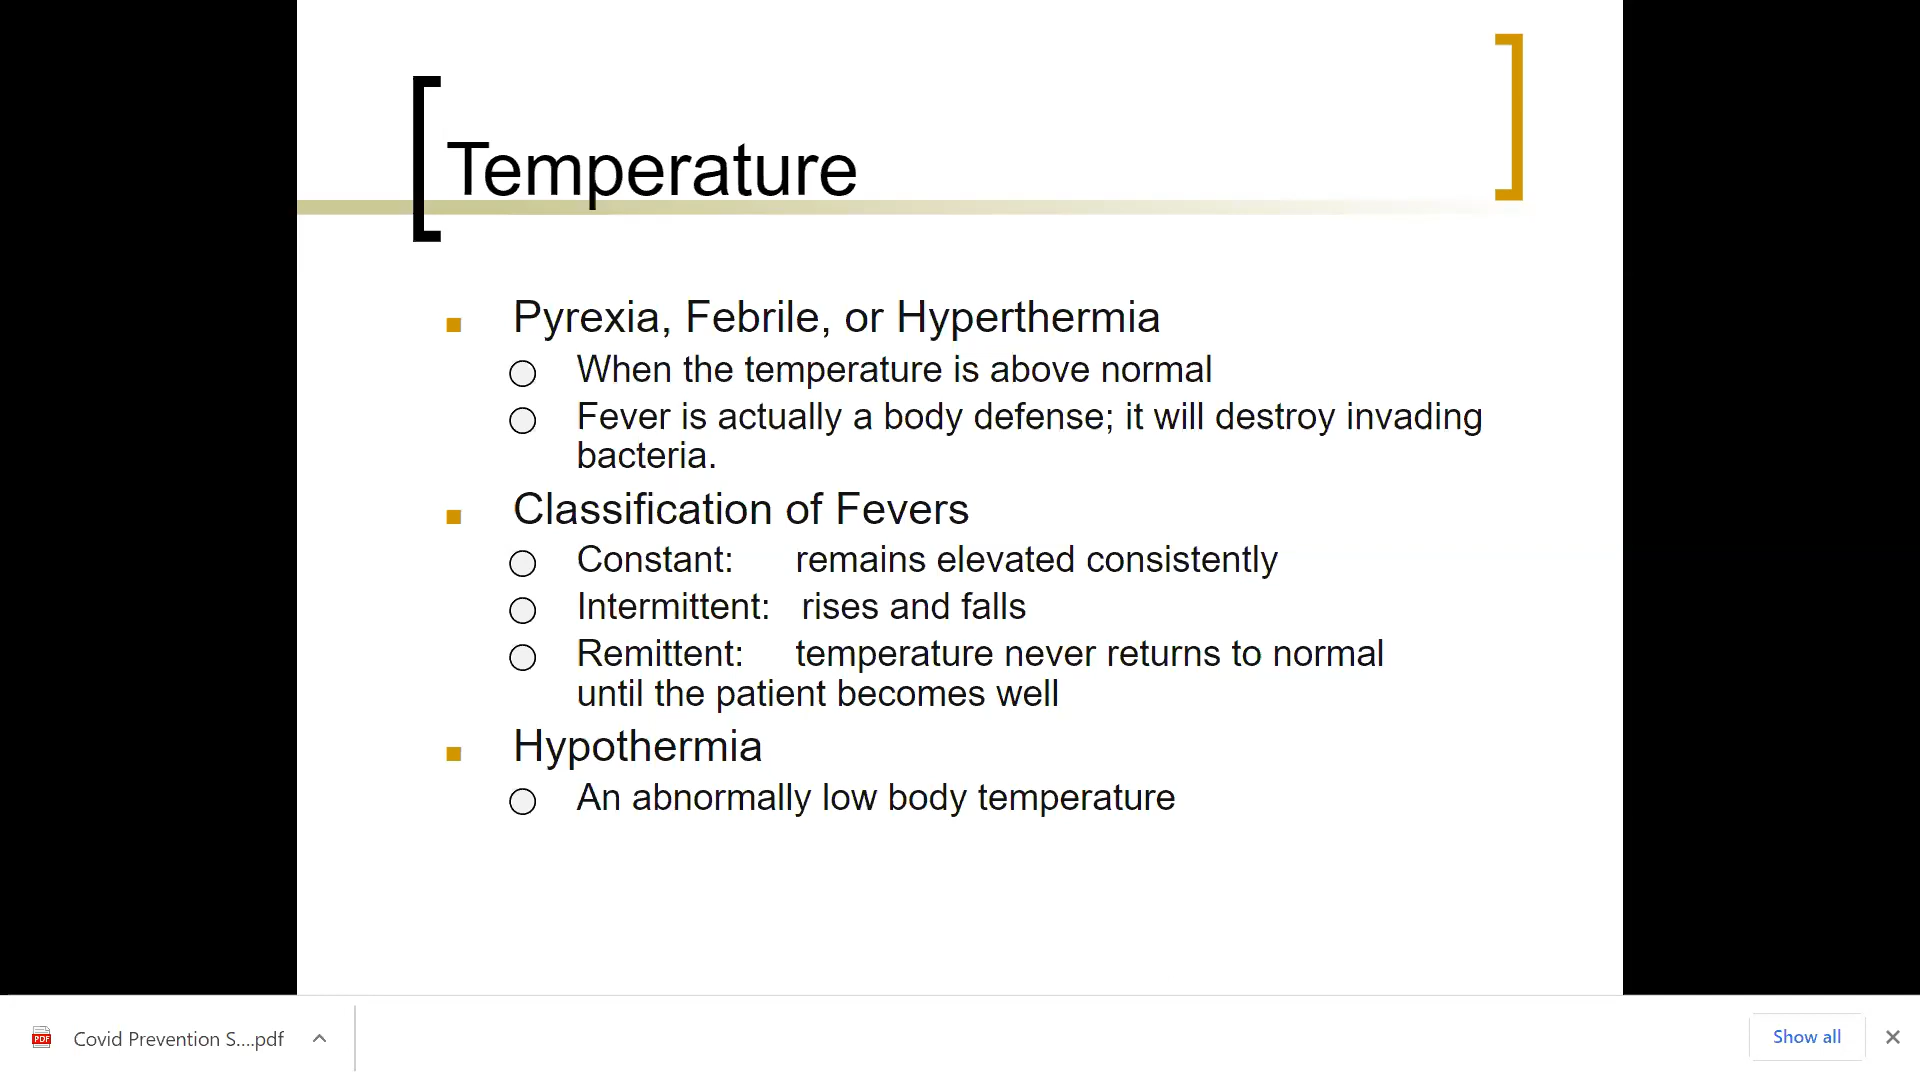 Temperature
Pyrexia, Febrile, or Hyperthermia
When the temperature is above normal
Fever is actually a body defense; it will destroy invading
bacteria.
Classification of Fevers
Constant: remains elevated consistently
Intermittent: rises and falls
Remittent: temperature never returns to normal
until the patient becomes well
Hypothermia
An abnormally low body temperature
PDF Covid Prevention S....pdf
Show all